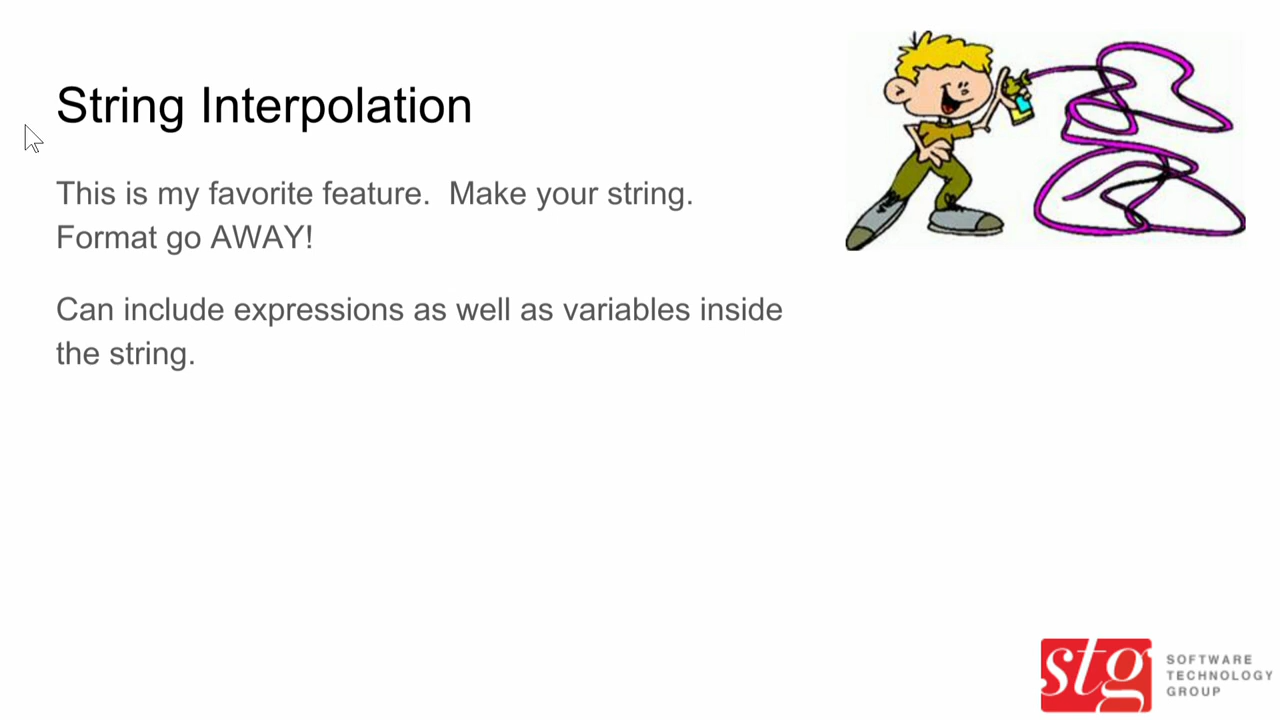 String Interpolation
This is my favorite feature.  Make your string.
Format go AWAY!
Can include expressions as well as variables inside
the string.
stg
SOFTWARE
TECHNOLOGY
GROUP